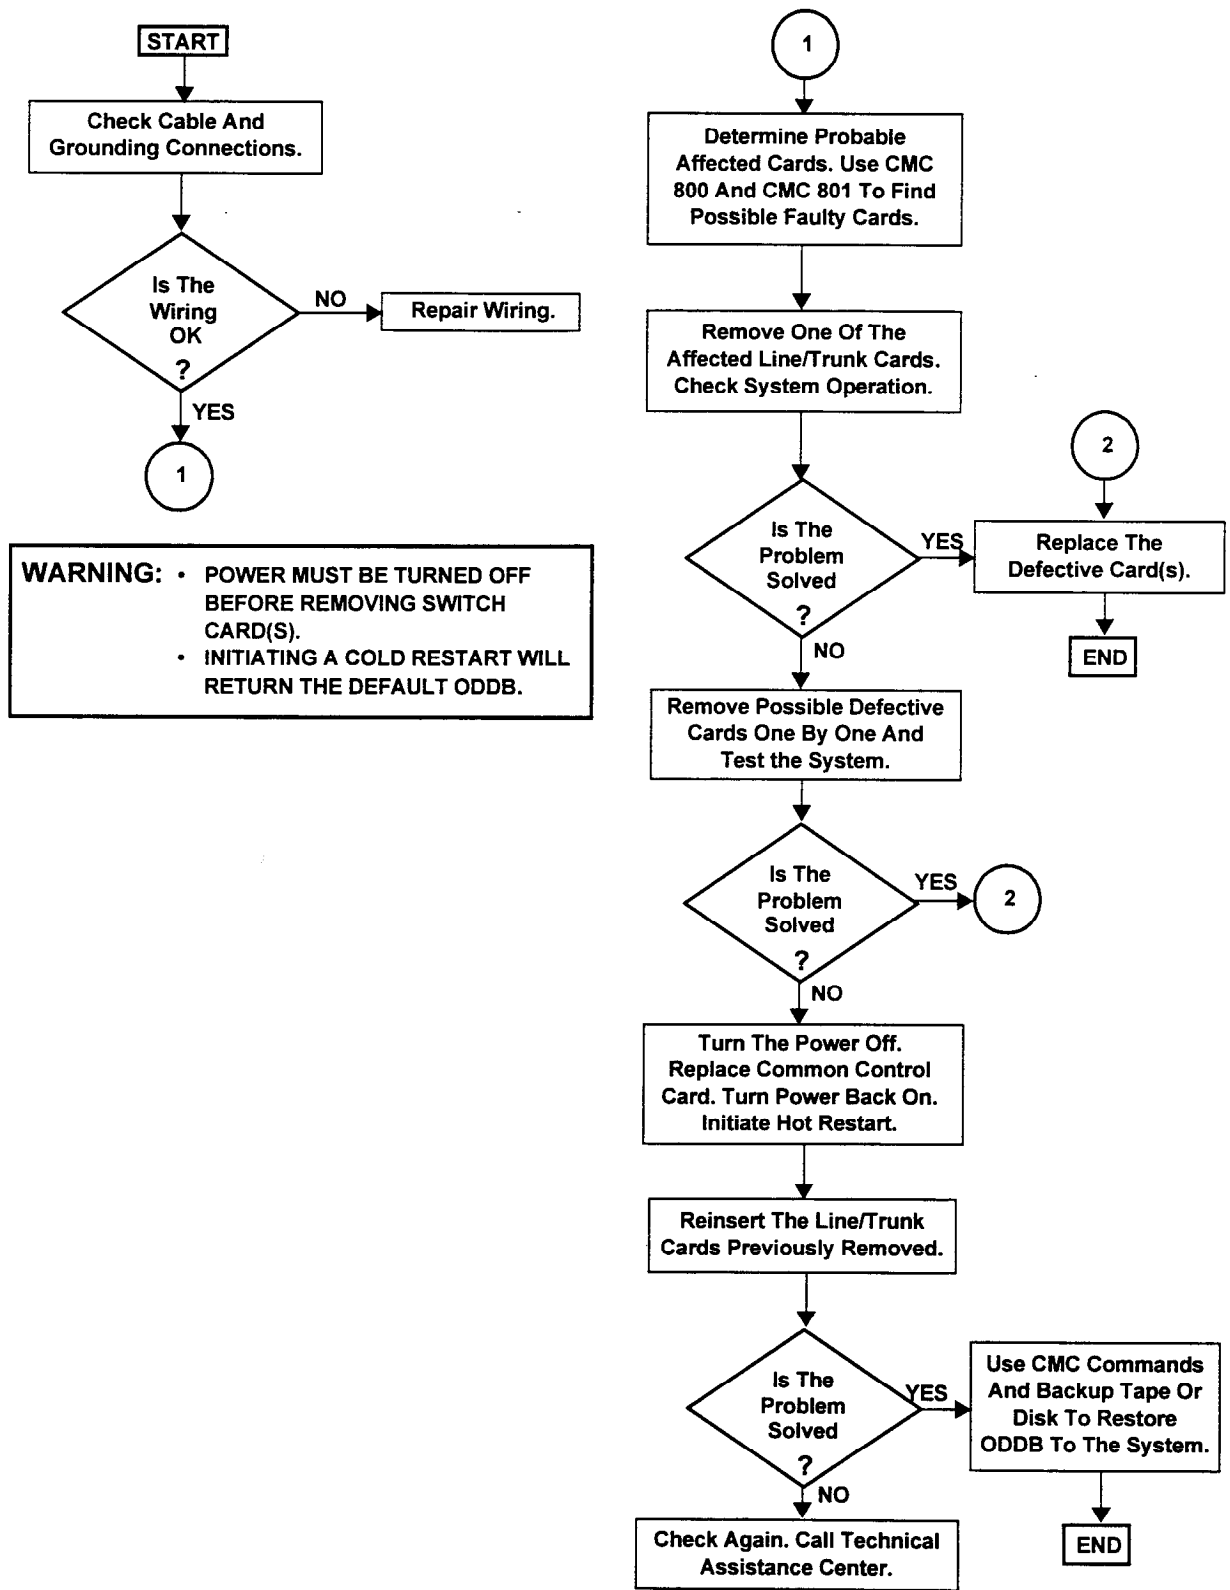 START
Check Cable And
Grounding Connections.
Is The
Wiring
OK
?
NO
Repair Wiring.
YES
1
WARNING: • POWER MUST BE TURNED OFF
BEFORE REMOVING SWITCH
CARD(S).
• INITIATING A COLD RESTART WILL
RETURN THE DEFAULT ODDB.
1
Determine Probable
Affected Cards. Use CMC
800 And CMC 801 To Find
Possible Faulty Cards.
Remove One Of The
Affected Line/Trunk Cards.
Check System Operation.
Is The
Problem
Solved
?
YES
2
Replace The
Defective Card(s).
END
NO
Remove Possible Defective
Cards One By One And
Test the System.
Is The
Problem
Solved
?
YES
2
NO
Turn The Power Off.
Replace Common Control
Card. Turn Power Back On.
Initiate Hot Restart.
Reinsert The Line/Trunk
Cards Previously Removed.
Is The
Problem
Solved
?
YES
Use CMC Commands
And Backup Tape Or
Disk To Restore
ODDB To The System.
END
NO
Check Again. Call Technical
Assistance Center.